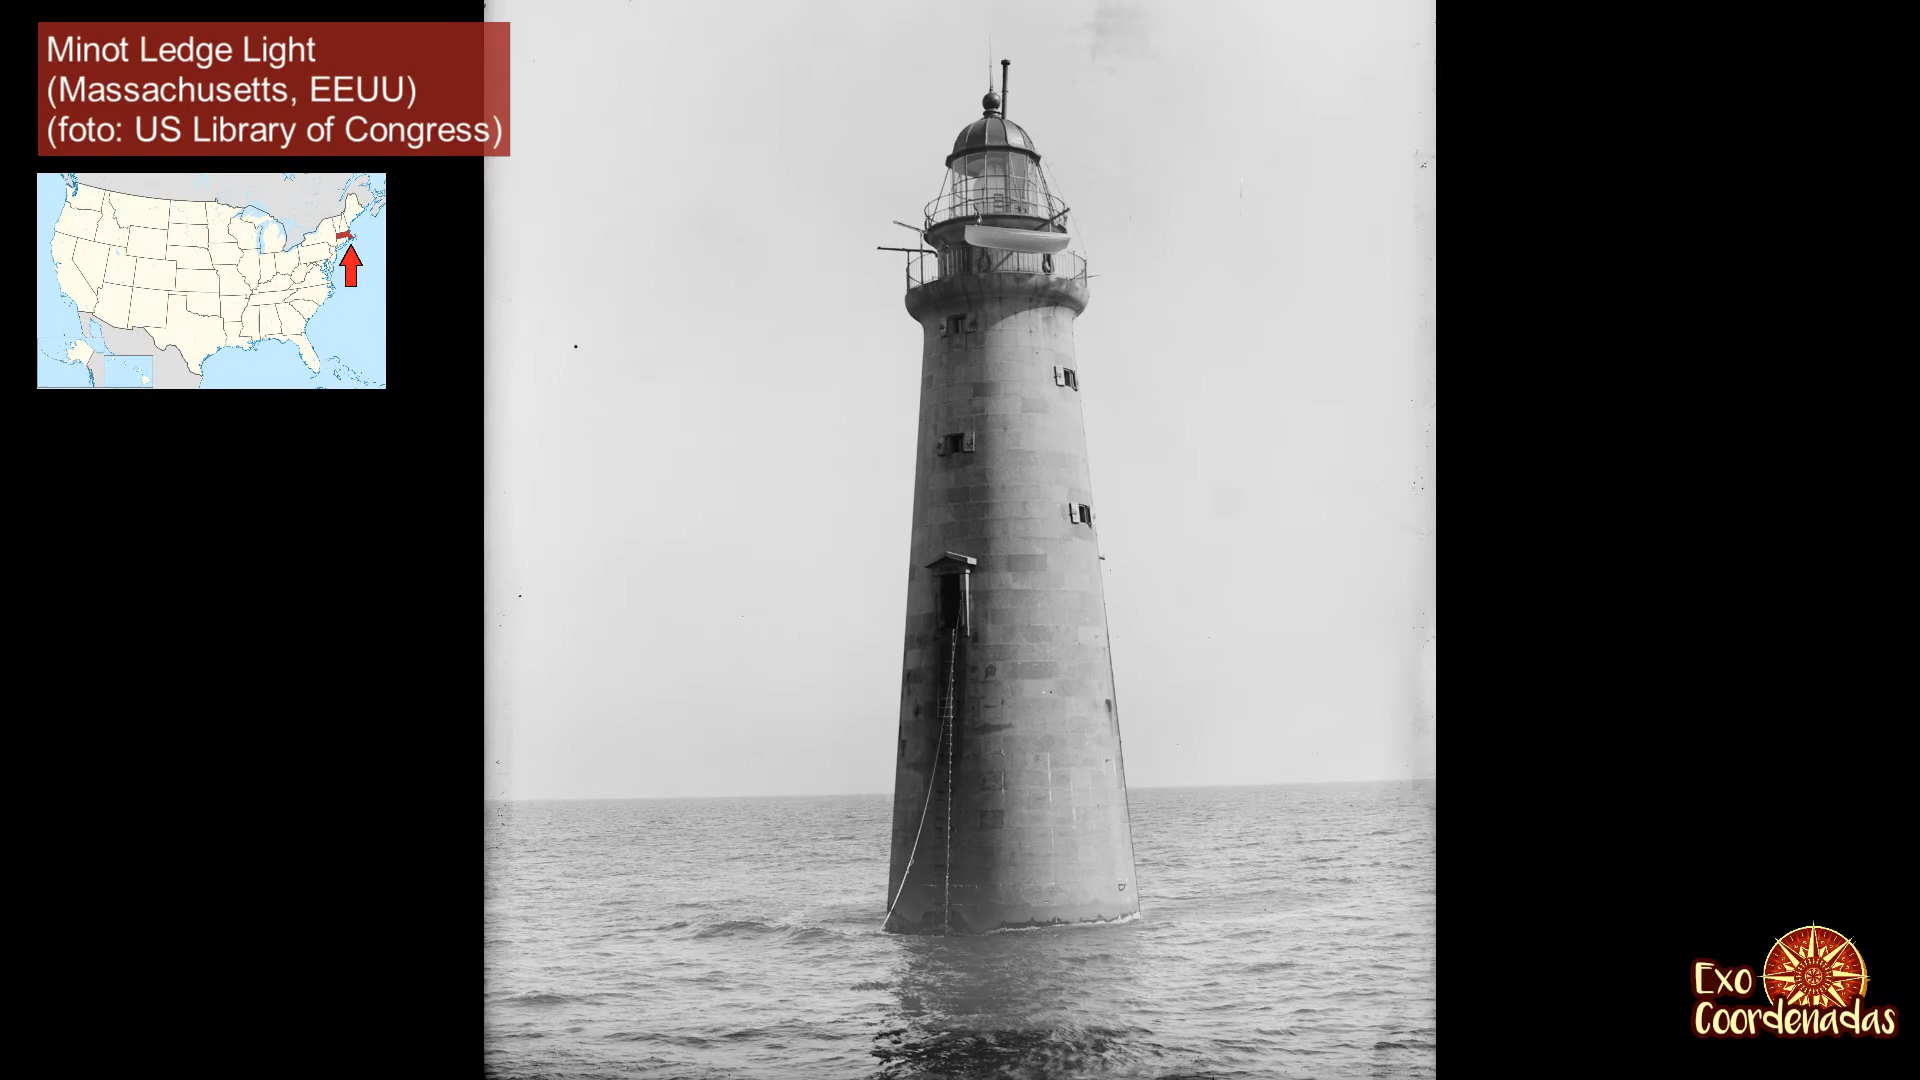 Minot Ledge Light
(Massachusetts, EEUU)
(foto: US Library of Congress)
Exo
Coordenadas